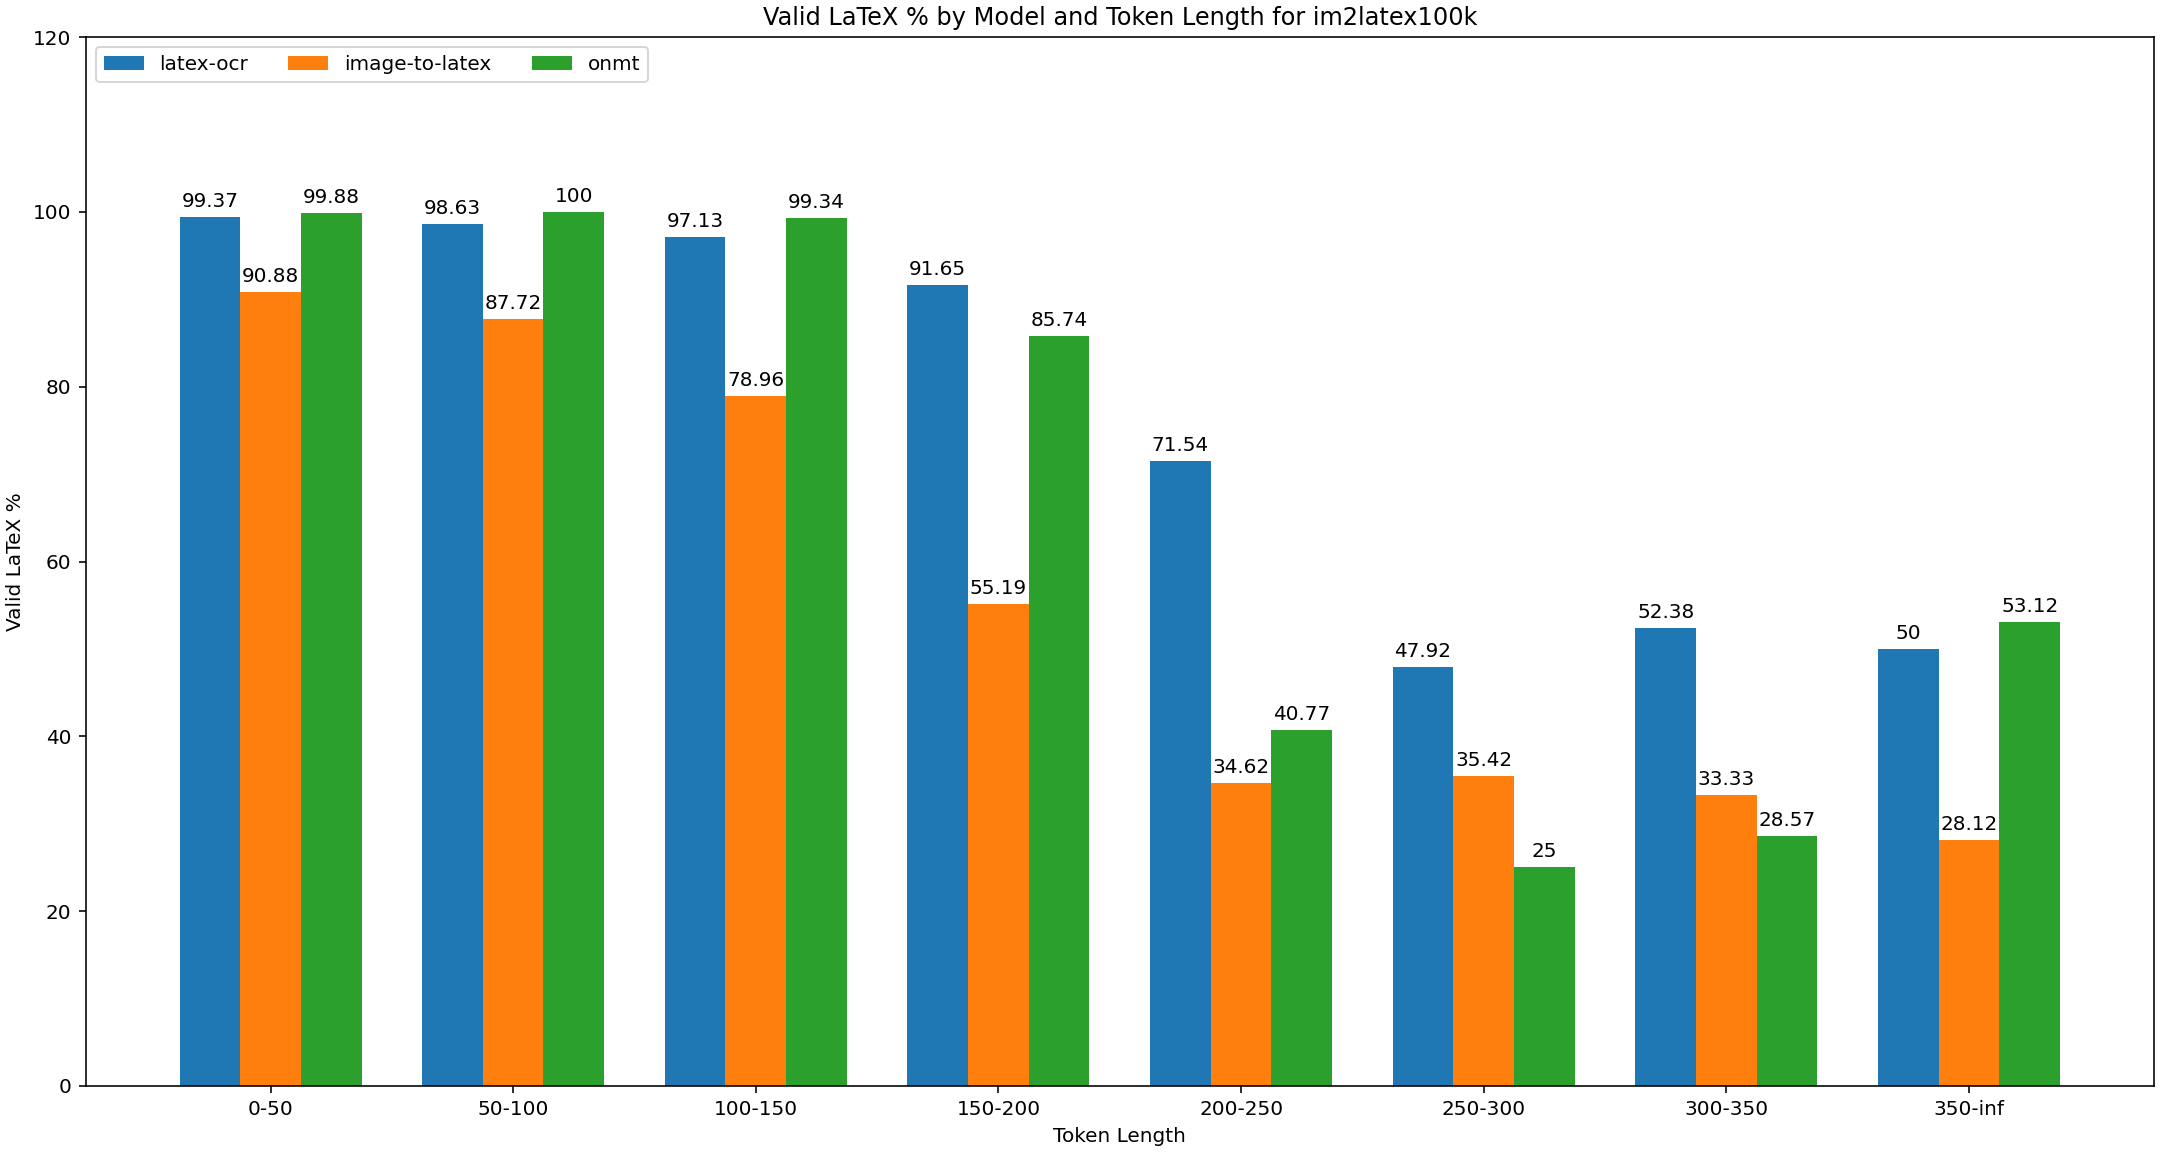 Valid LaTeX % by Model and Token Length for im2latex100k
120
100
80
60
40
20
0
Valid LaTeX %
latex-ocr image-to-latex onmt
99.37 90.88 99.88
98.63 87.72 100
97.13 78.96 99.34
91.65 55.19 85.74
71.54 34.62 40.77
47.92 35.42 25
52.38 33.33 28.57
50 28.12 53.12
0-50 50-100 100-150 150-200 200-250 250-300 300-350 350-inf
Token Length